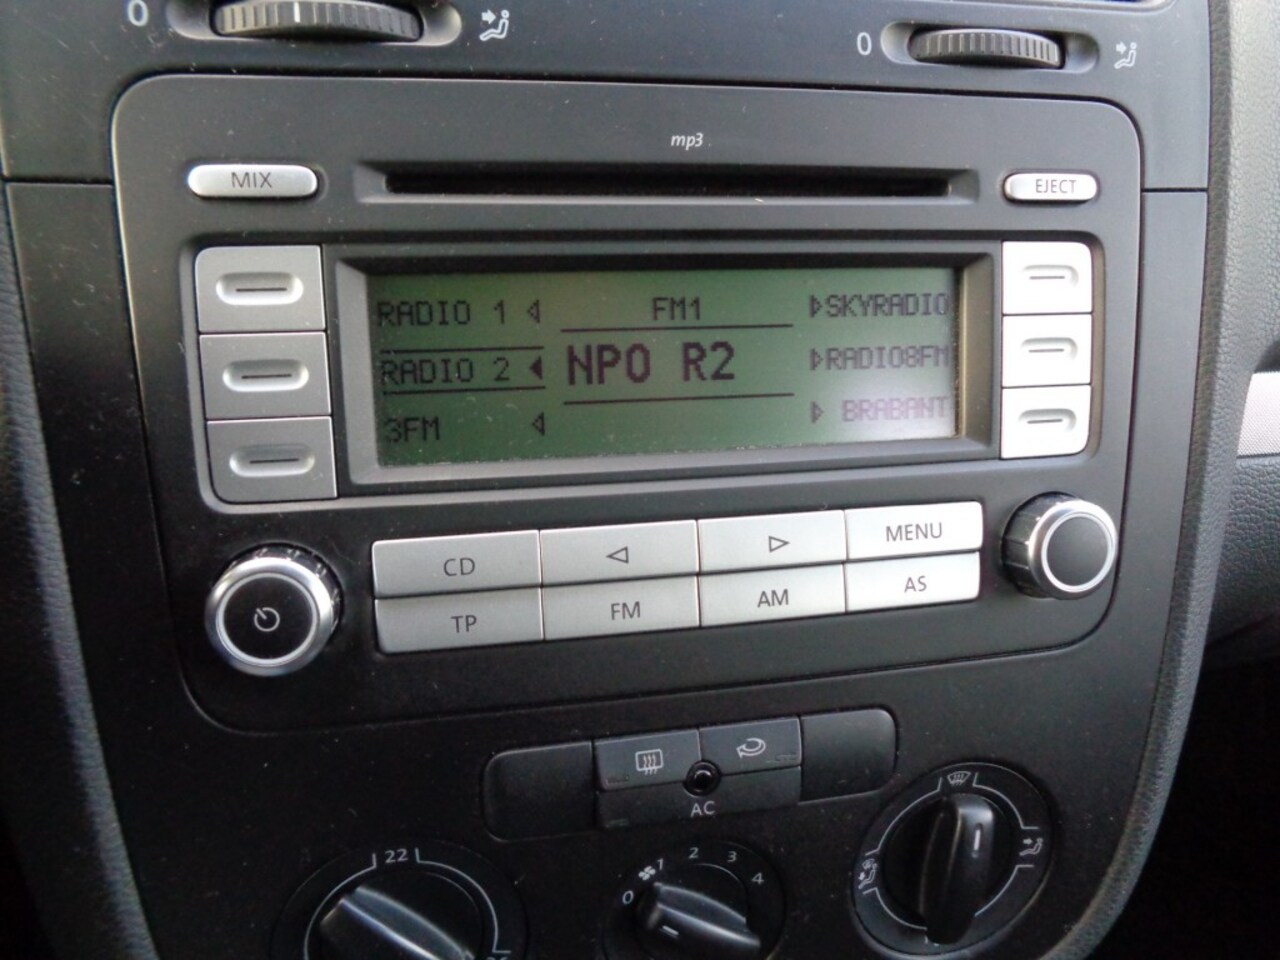 0
0
mp3
MIX
EJECT
RADIO 1
FM1
SKYRADIO
RADIO 2
NPO R2
RADIO8FM
3FM
BRABANT
CD
MENU
TP
FM
AM
AS
AC
22
0 1 2 3 4